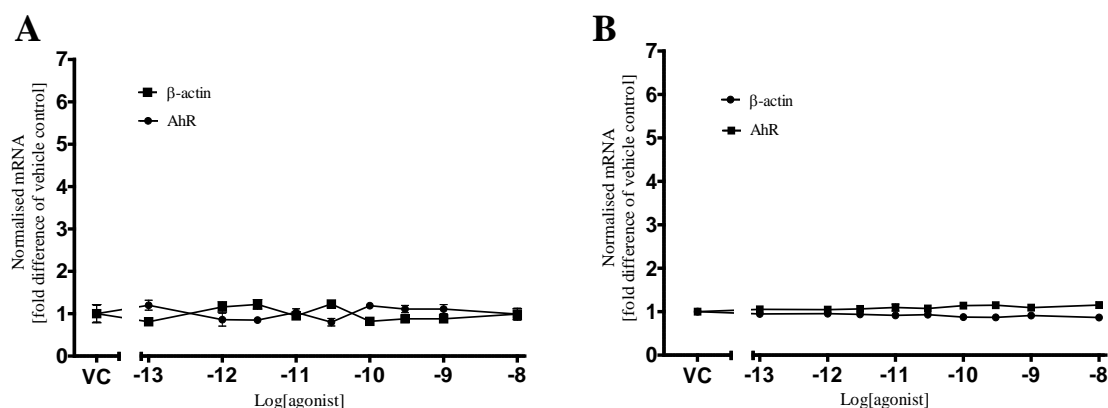 A
Normalised mRNA
[fold difference of vehicle control]
7
6
5
4
3
2
1
0
β-actin
AhR
VC -13 -12 -11 -10 -9 -8
Log[agonist]
B
Normalised mRNA
[fold difference of vehicle control]
7
6
5
4
3
2
1
0
β-actin
AhR
VC -13 -12 -11 -10 -9 -8
Log[agonist]